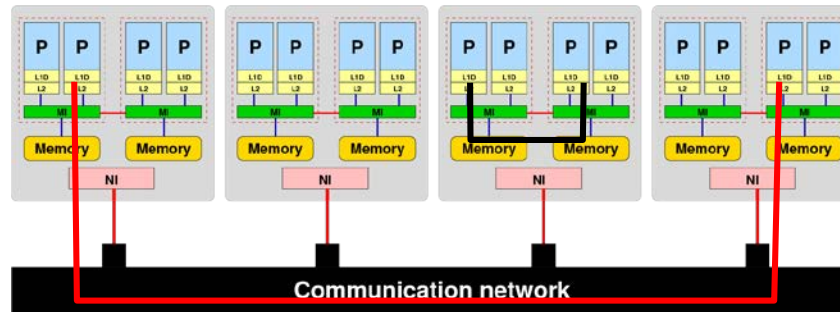 P P P P P P P P P P P P P P P P
L1D L1D L1D L1D L1D L1D L1D L1D L1D L1D L1D L1D L1D L1D L1D L1D
L2 L2 L2 L2 L2 L2 L2 L2 L2 L2 L2 L2 L2 L2 L2 L2
MI MI MI MI MI MI MI MI
Memory Memory Memory Memory Memory Memory Memory Memory
NI NI NI NI
Communication network